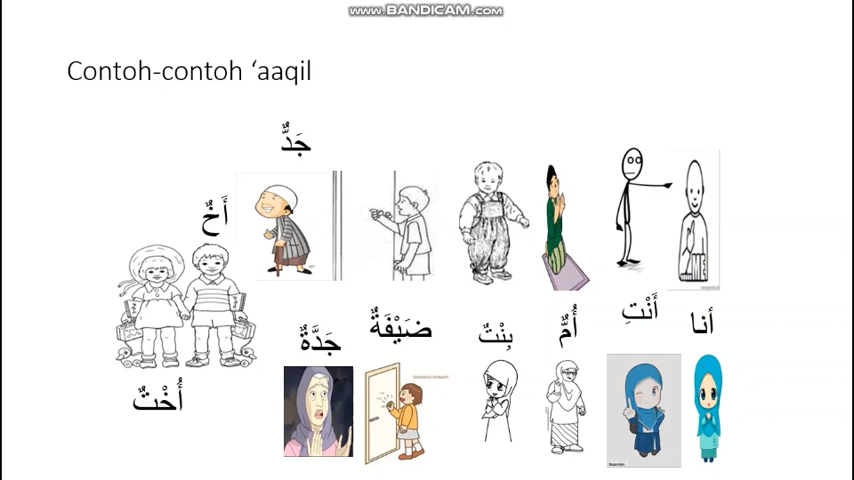 WWW.BANDICAM.COM
Contoh-contoh ‘aaqil
جَدٌّ
أَخٌ
أُخْتٌ
أنا
أَنْتِ
أُمٌّ
بِنْتٌ
ضَيْفَةٌ
جَدَّةٌ